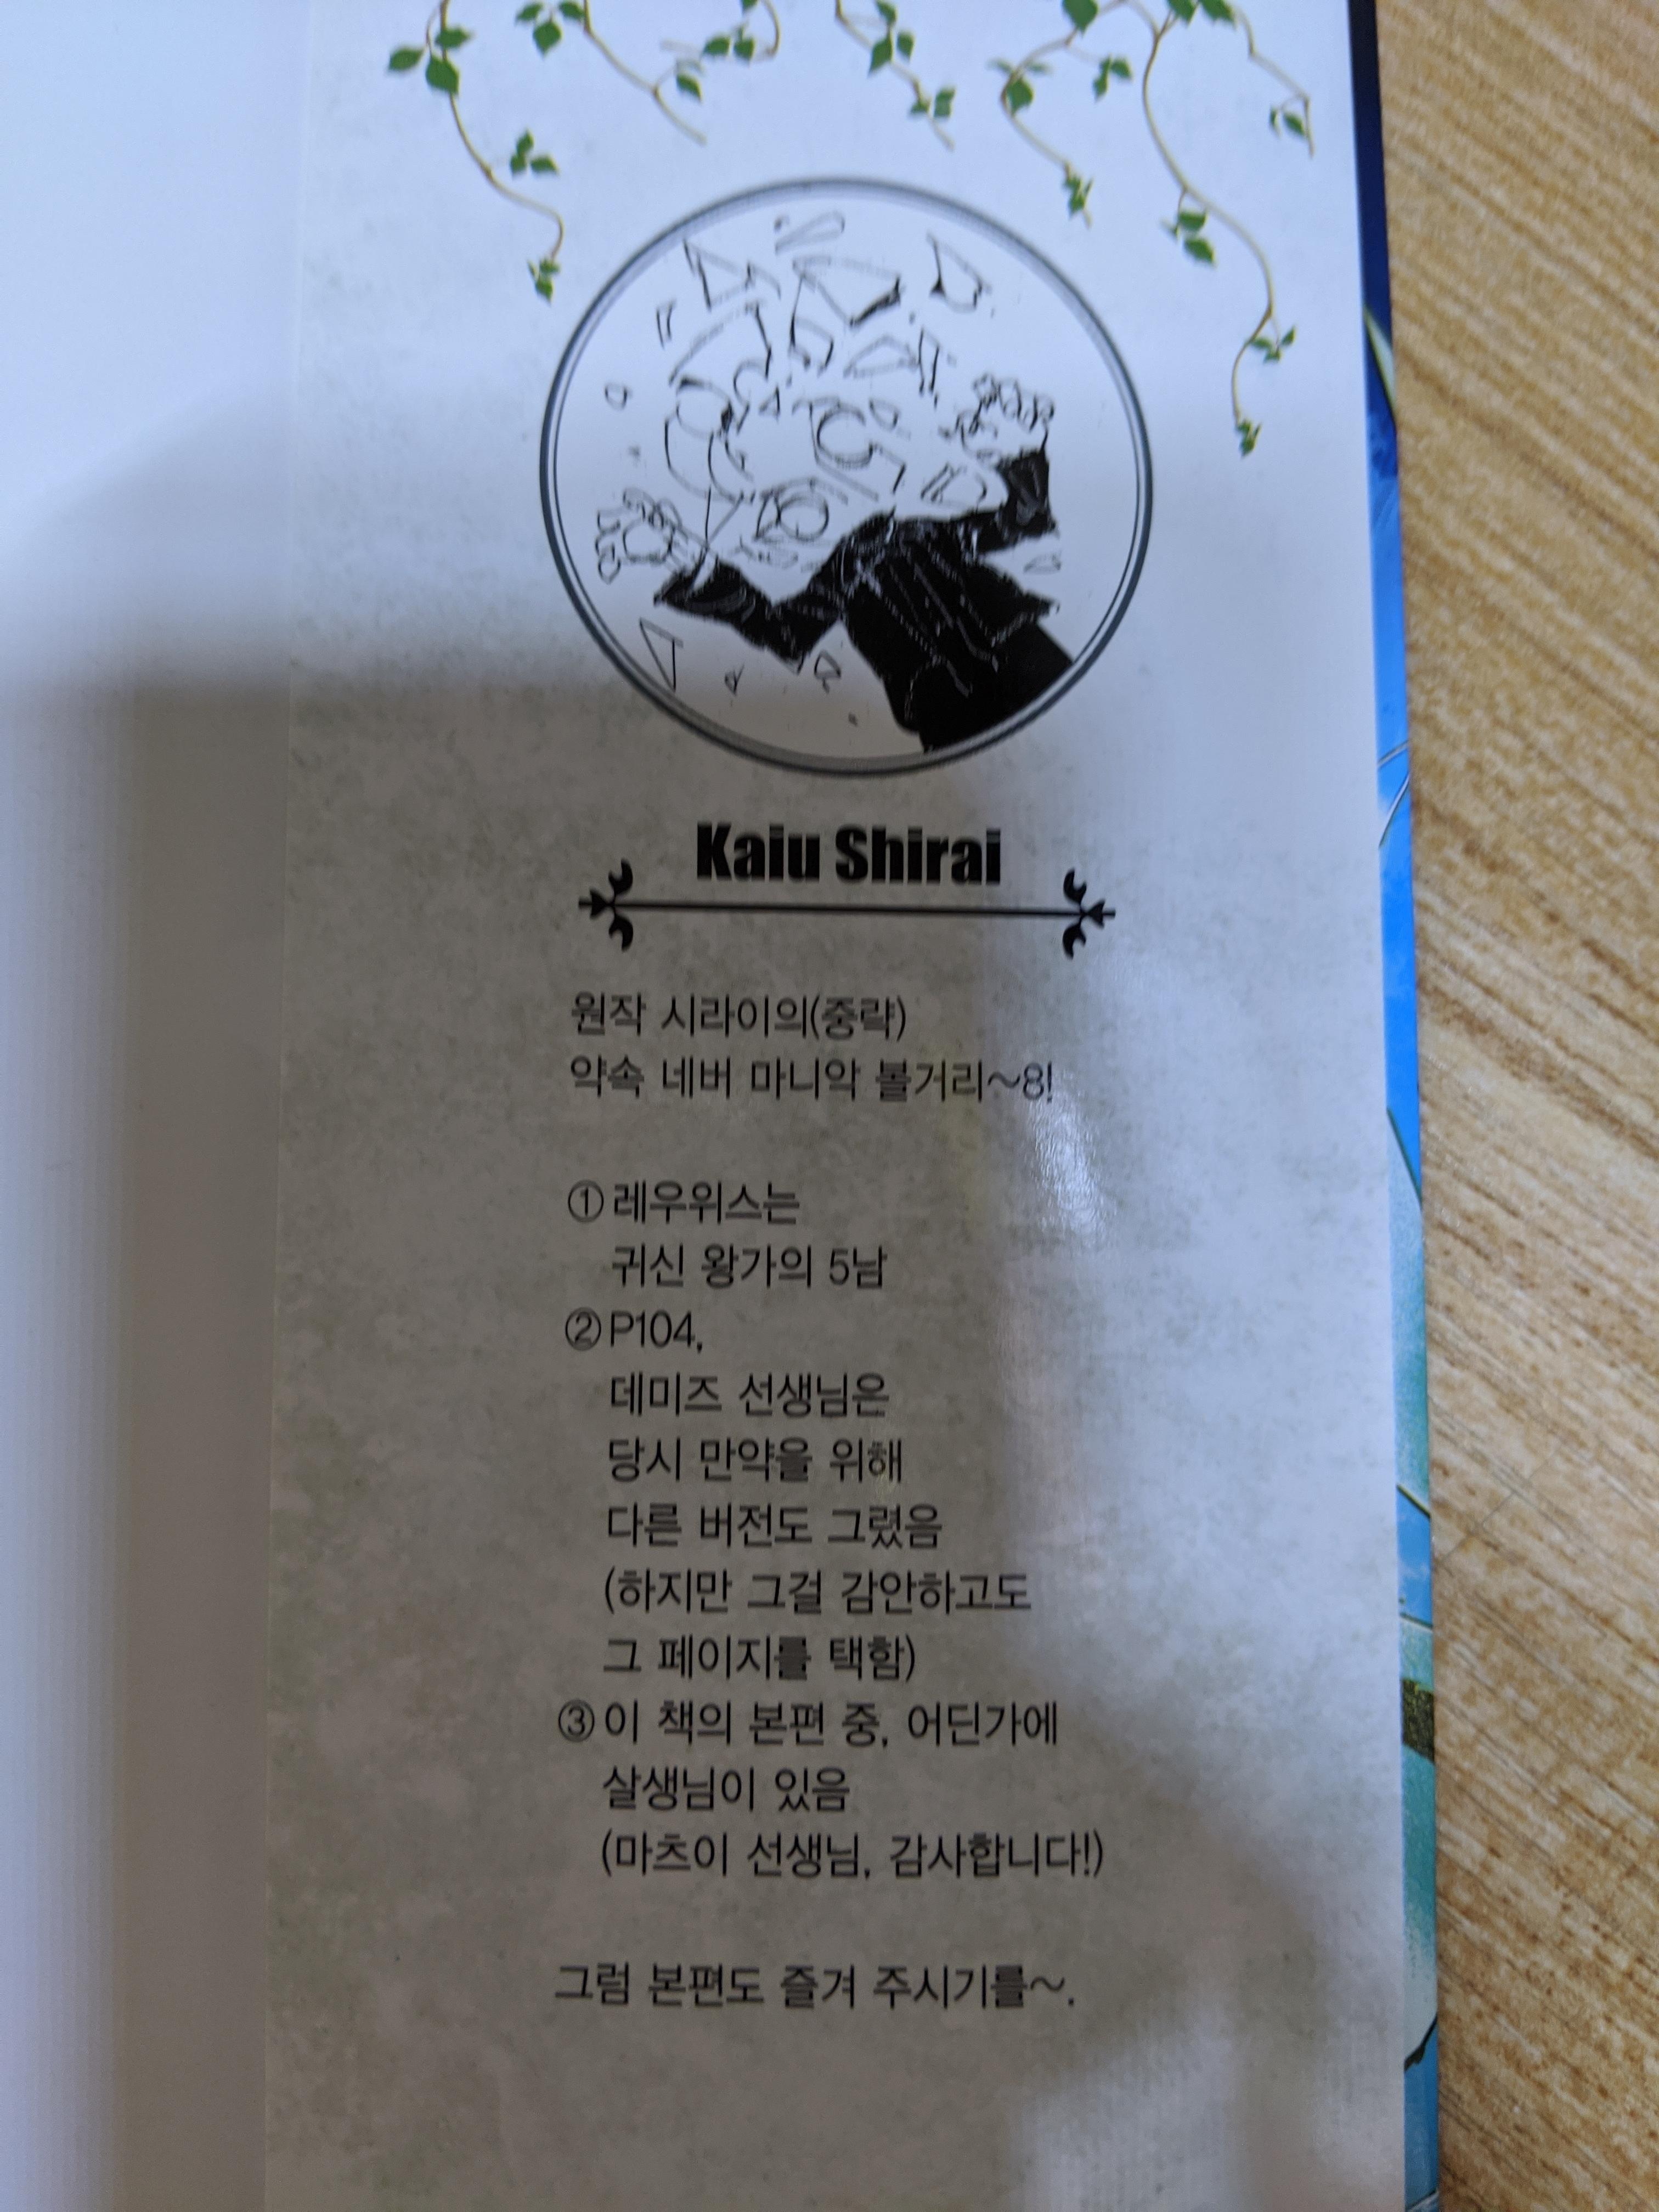 Kaiu Shirai
원작 시라이의(중략)
약속 네버 마니악 볼거리~8!
①레우위스는
귀신 왕가의 5남
②P104,
데미즈 선생님은
당시 만약을 위해
다른 버전도 그렸음
(하지만 그걸 감안하고도
그 페이지를 택함)
③이 책의 본편 중, 어딘가에
살생님이 있음
(마츠이 선생님, 감사합니다!)
그럼 본편도 즐겨 주시기를~.